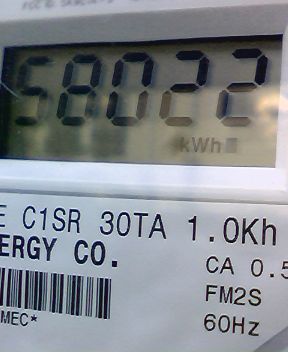 58022
kWh
E C1SR 30TA 1.0Kh
ERGY CO.
CA 0.5
FM2S
MEC*
60Hz